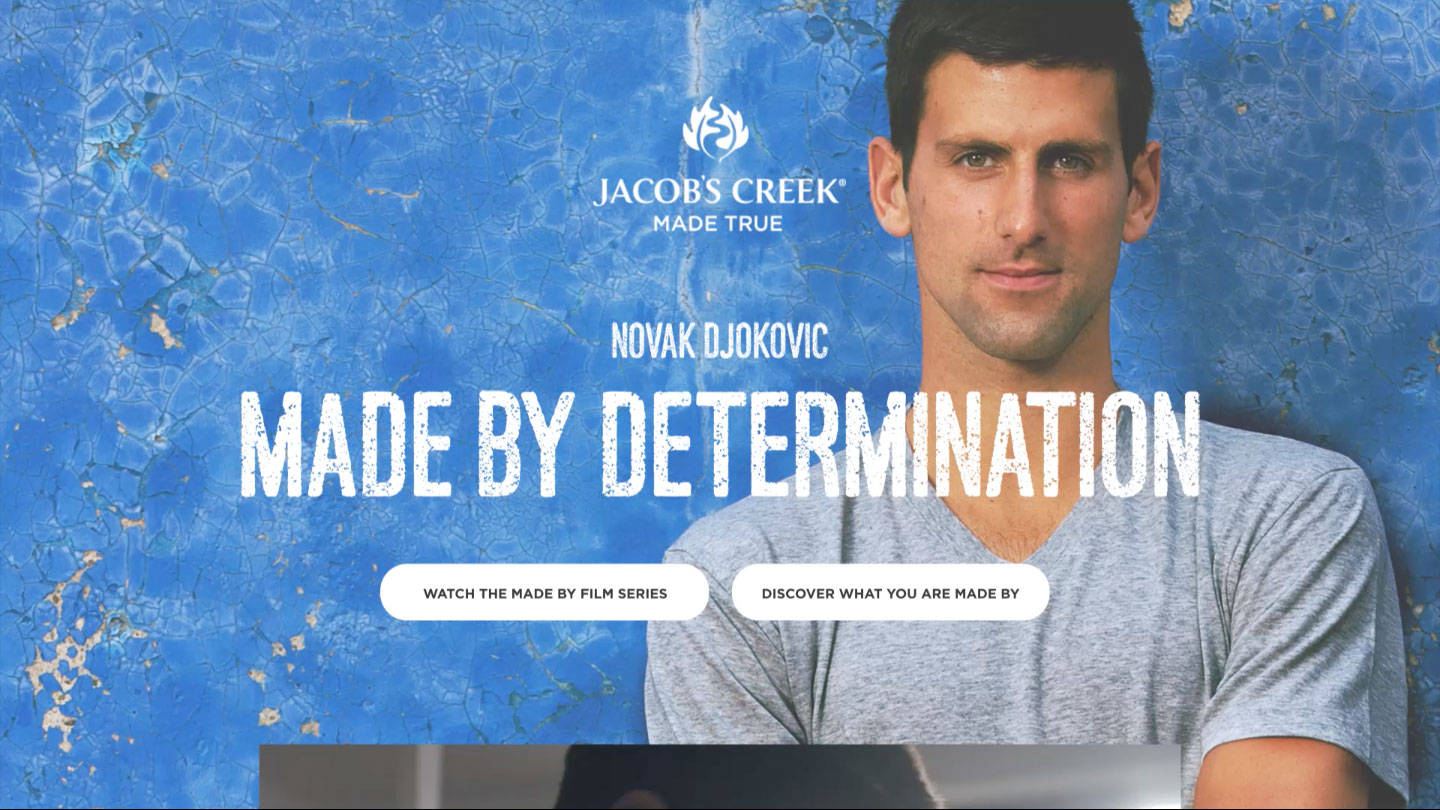 JACOB'S CREEK®
MADE TRUE
NOVAK DJOKOVIC
MADE BY DETERMINATION
WATCH THE MADE BY FILM SERIES
DISCOVER WHAT YOU ARE MADE BY